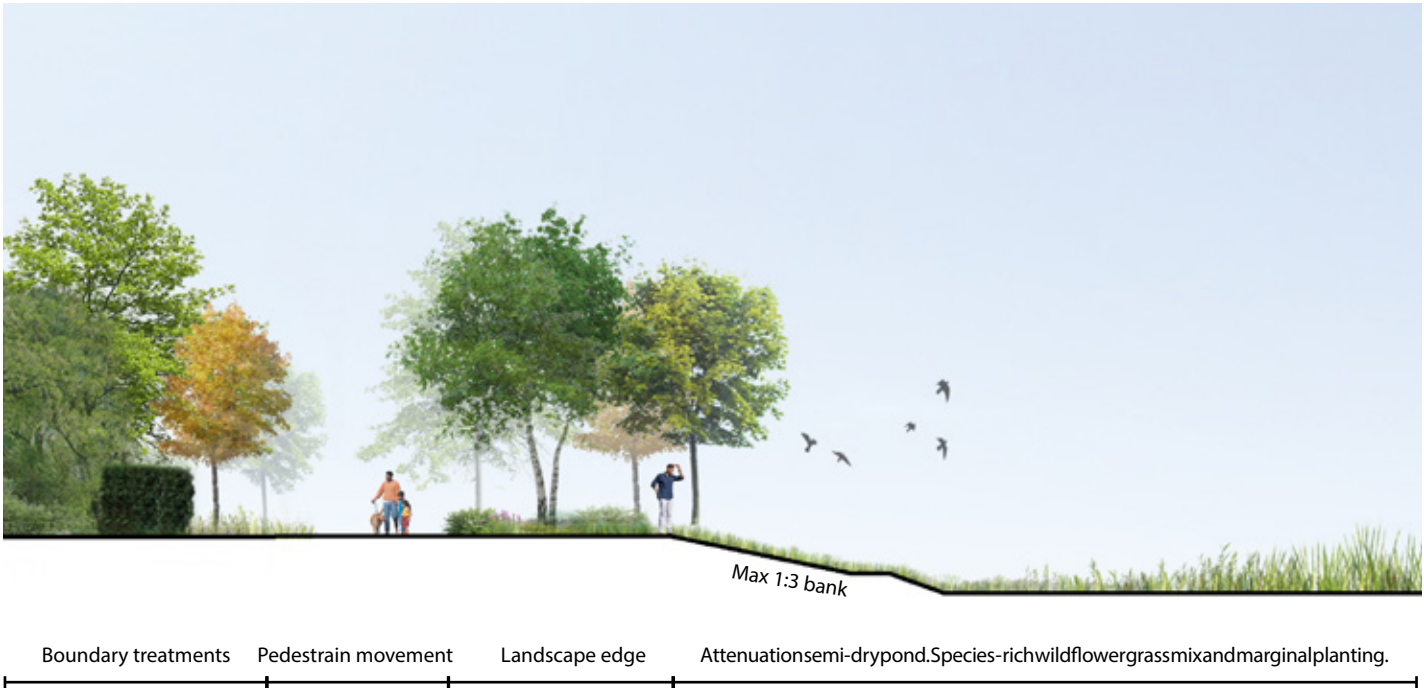 Max 1:3 bank
Boundary treatments
Pedestrain movement
Landscape edge
Attenuationsemi-drypond.Species-richwildflowergrassmixandmarginalplanting.